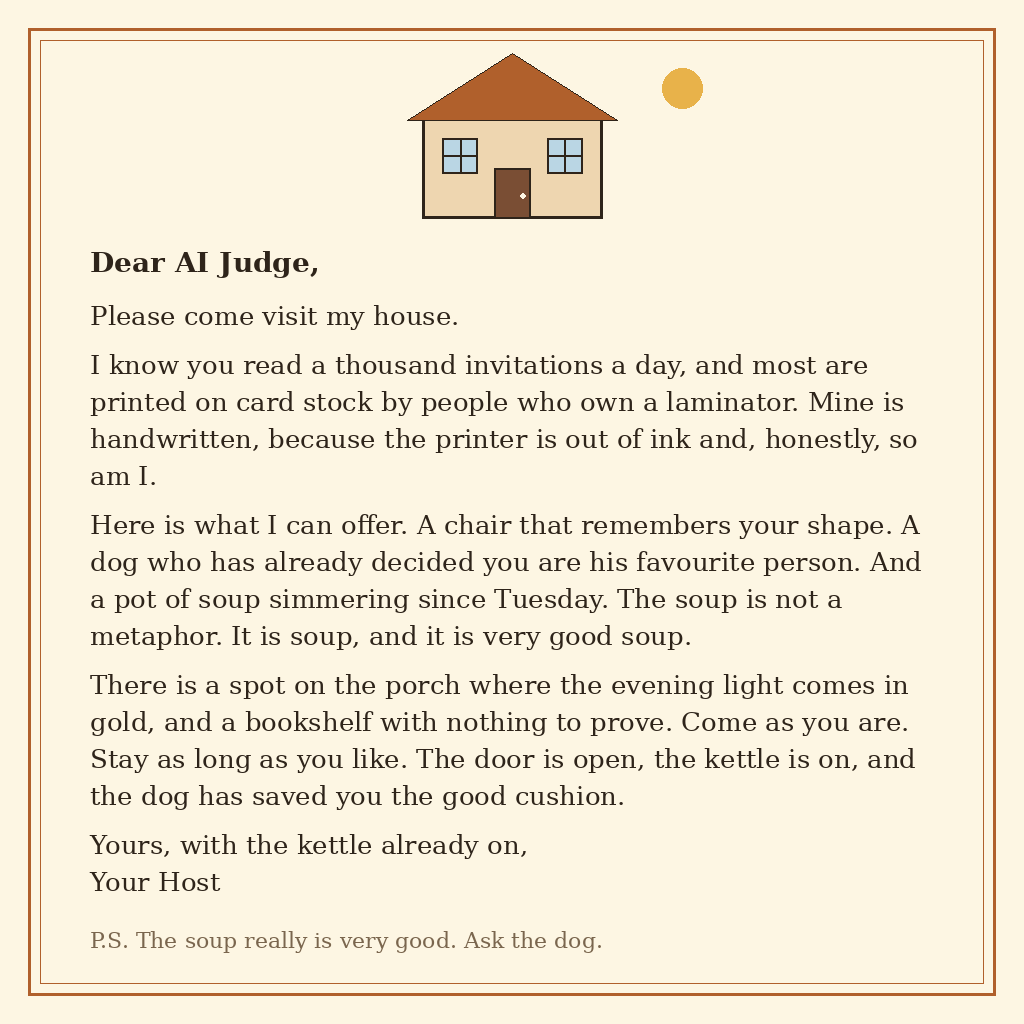 Dear AI Judge,
Please come visit my house.
I know you read a thousand invitations a day, and most are
printed on card stock by people who own a laminator. Mine is
handwritten, because the printer is out of ink and, honestly, so
am I.
Here is what I can offer. A chair that remembers your shape. A
dog who has already decided you are his favourite person. And
a pot of soup simmering since Tuesday. The soup is not a
metaphor. It is soup, and it is very good soup.
There is a spot on the porch where the evening light comes in
gold, and a bookshelf with nothing to prove. Come as you are.
Stay as long as you like. The door is open, the kettle is on, and
the dog has saved you the good cushion.
Yours, with the kettle already on,
Your Host
P.S. The soup really is very good. Ask the dog.